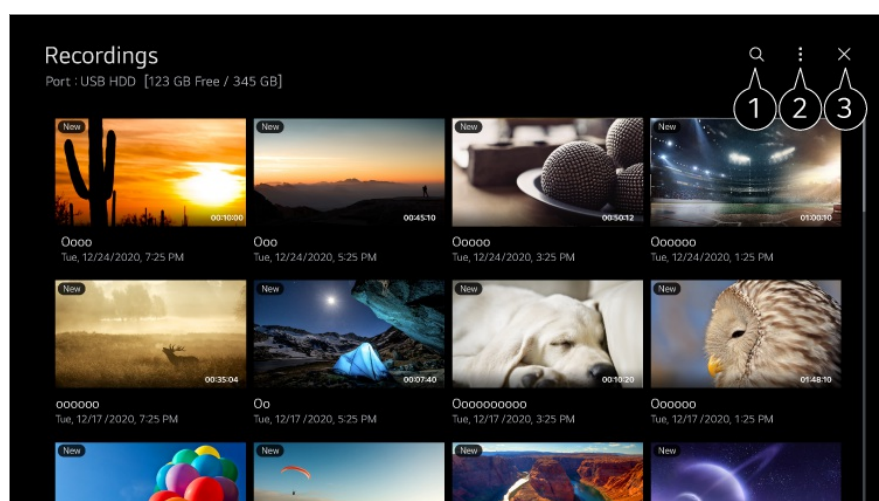 Recordings
Port : USB HDD [123 GB Free / 345 GB]
1 2 3
New New New New
00:10:00 00:45:10 00:50:12 01:00:10
Oooo Ooo Ooooo Oooooo
Tue, 12/24/2020, 7:25 PM Tue, 12/24/2020, 5:25 PM Tue, 12/24/2020, 3:25 PM Tue, 12/24/2020, 1:25 PM
New New New New
00:35:04 00:07:40 00:10:20 01:48:10
oooooo Oo Oooooooooo Oooooo
Tue, 12/17 /2020, 7:25 PM Tue, 12/17 /2020, 5:25 PM Tue, 12/17 /2020, 3:25 PM Tue, 12/17 /2020, 1:25 PM
New New New New